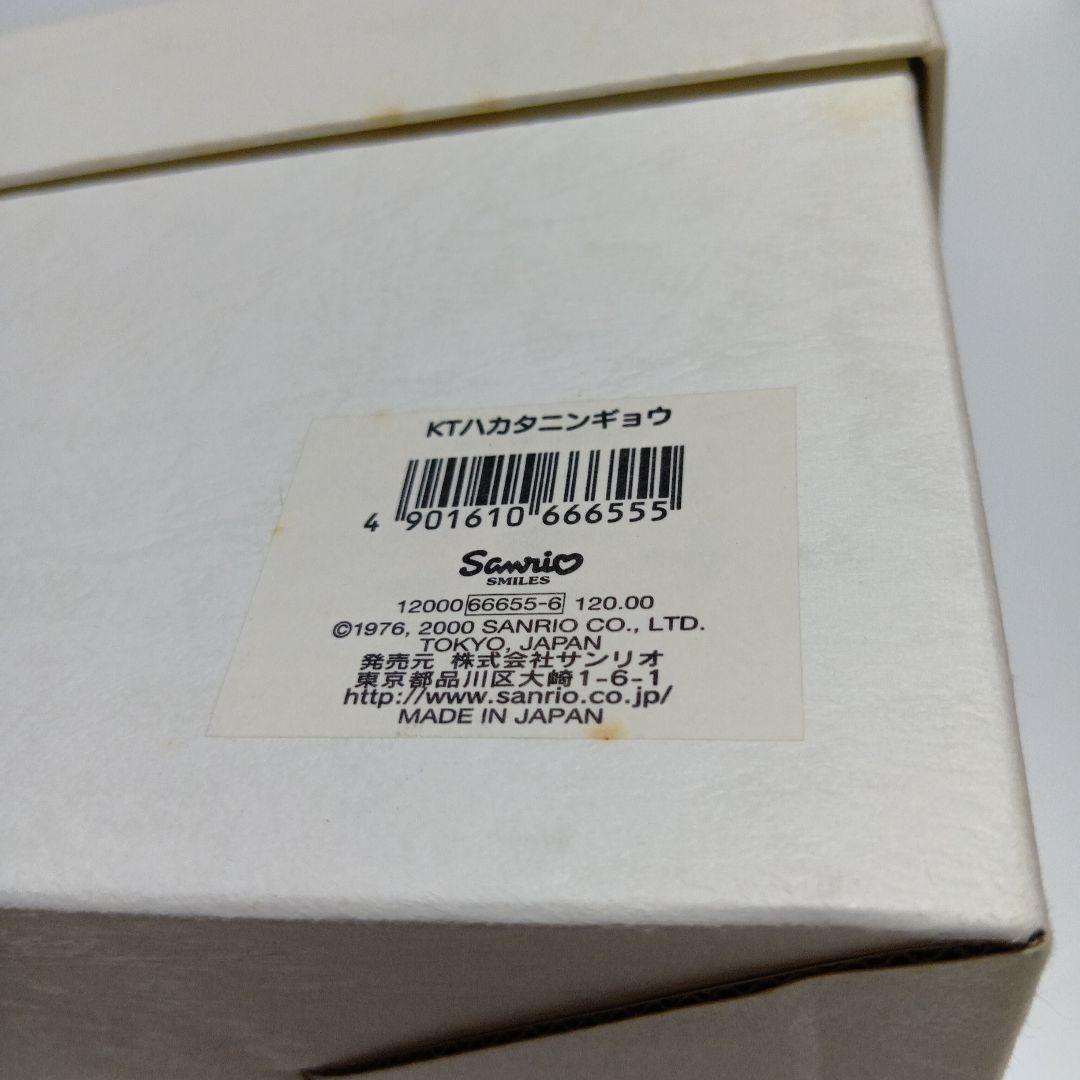 KTハカタニンギョウ
4 901610 666555
Sanrio
SMILES
12000 66655-6 120.00
©1976, 2000 SANRIO CO., LTD.
TOKYO, JAPAN
発売元 株式会社サンリオ
東京都品川区大崎1-6-1
http://www.sanrio.co.jp/
MADE IN JAPAN